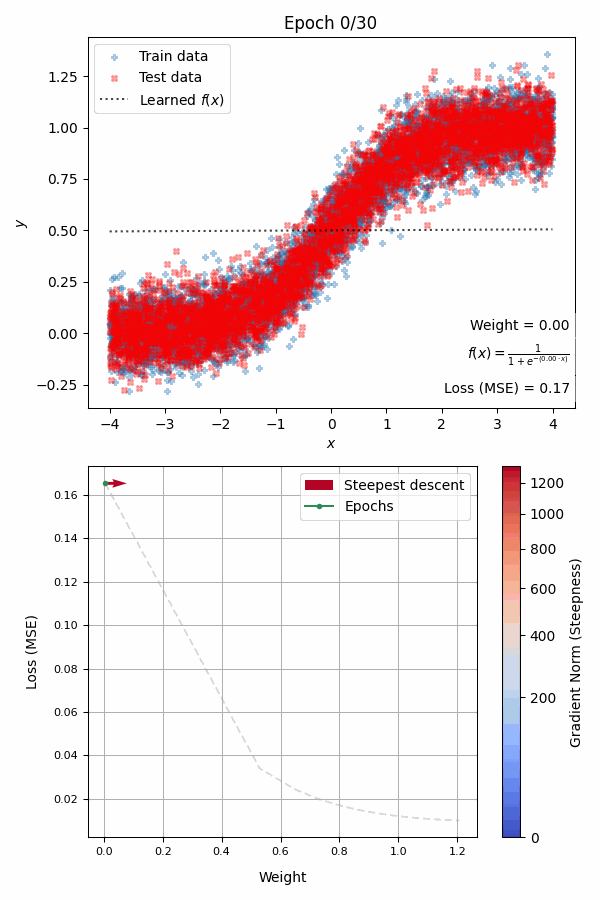 Epoch 0/30
Train data
Test data
Learned f(x)
1.25
1.00
0.75
0.50
0.25
0.00
−0.25
y
Weight = 0.00
f(x) = 1 / (1 + e^−(0.00·x))
Loss (MSE) = 0.17
−4 −3 −2 −1 0 1 2 3 4
x
Steepest descent
Epochs
0.16
0.14
0.12
0.10
0.08
0.06
0.04
0.02
Loss (MSE)
0.0 0.2 0.4 0.6 0.8 1.0 1.2
Weight
1200
1000
800
600
400
200
0
Gradient Norm (Steepness)